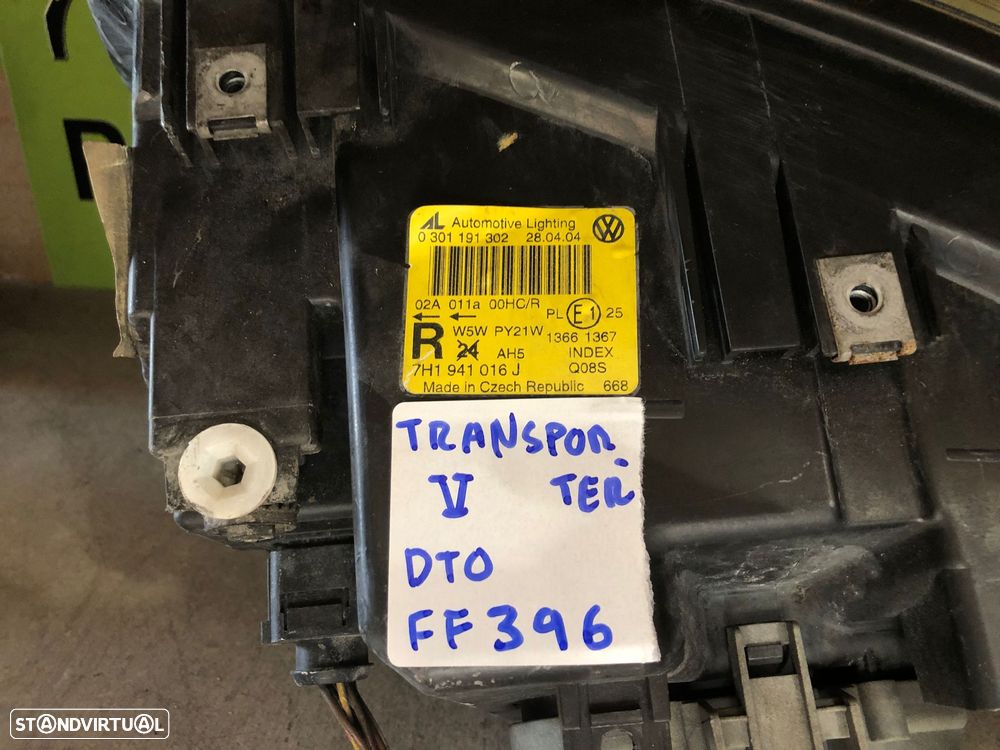 AL Automotive Lighting
0 301 191 302 28.04.04
02A 011a 00HC/R
PL E1 25
R W5W PY21W 1366 1367
24 AH5 INDEX
7H1 941 016 J Q08S
Made in Czech Republic 668
TRANSPOR
V TER
DTO
FF396
STANDVIRTUAL